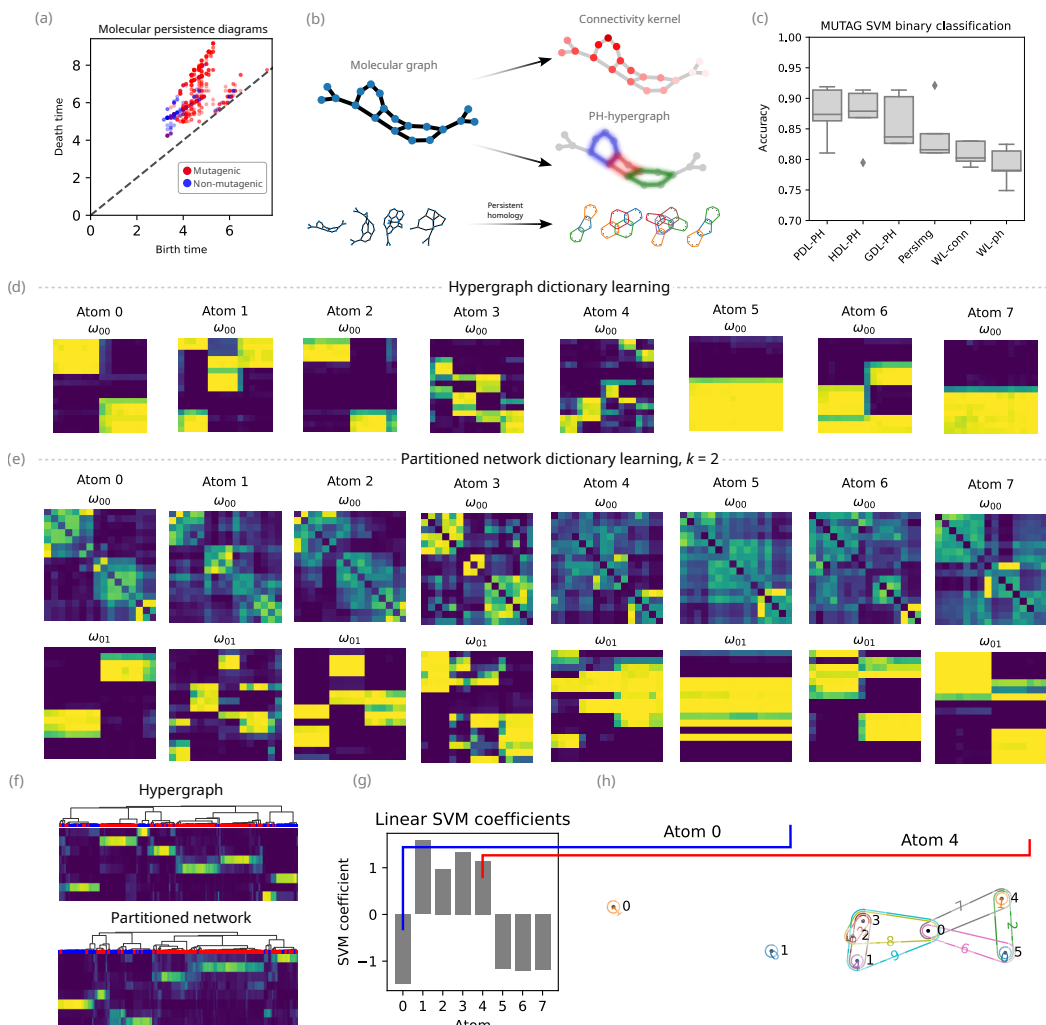 (a)
Molecular persistence diagrams
Death time
8
6
4
2
0
0
2
4
6
8
Birth time
Mutagenic
Non-mutagenic
(b)
Connectivity kernel
Molecular graph
PH-hypergraph
Persistent
homology
(c)
MUTAG SVM binary classification
Accuracy
1.00
0.95
0.90
0.85
0.80
0.75
0.70
PDL-PH
HDL-PH
GDL-PH
PersImg
WL-conn
WL-ph
(d)
Hypergraph dictionary learning
Atom 0 Atom 1 Atom 2 Atom 3 Atom 4 Atom 5 Atom 6 Atom 7
ω00 ω00 ω00 ω00 ω00 ω00 ω00 ω00
(e)
Partitioned network dictionary learning, k = 2
Atom 0 Atom 1 Atom 2 Atom 3 Atom 4 Atom 5 Atom 6 Atom 7
ω00 ω00 ω00 ω00 ω00 ω00 ω00 ω00
ω01 ω01 ω01 ω01 ω01 ω01 ω01 ω01
(f)
Hypergraph
Partitioned network
(g)
Linear SVM coefficients
SVM coefficient
1
0
−1
0 1 2 3 4 5 6 7
Atom
(h)
Atom 0
0
1
Atom 4
3
2
1
0
4
5
7
2
8
6
9